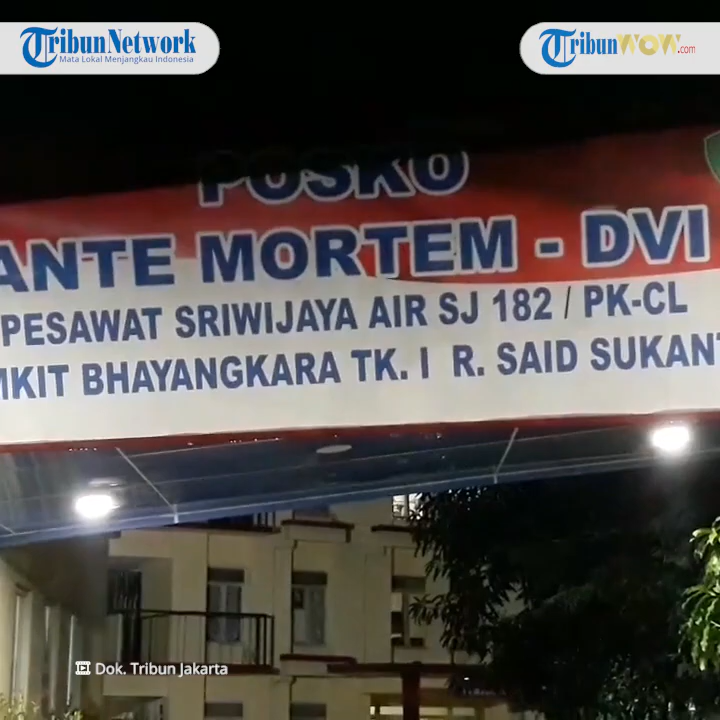 TribunNetwork
Mata Lokal Menjangkau Indonesia
TribunWOW.com
POSKO
ANTE MORTEM - DVI
PESAWAT SRIWIJAYA AIR SJ 182 / PK-CL
MKIT BHAYANGKARA TK. I R. SAID SUKANT
Dok. Tribun Jakarta